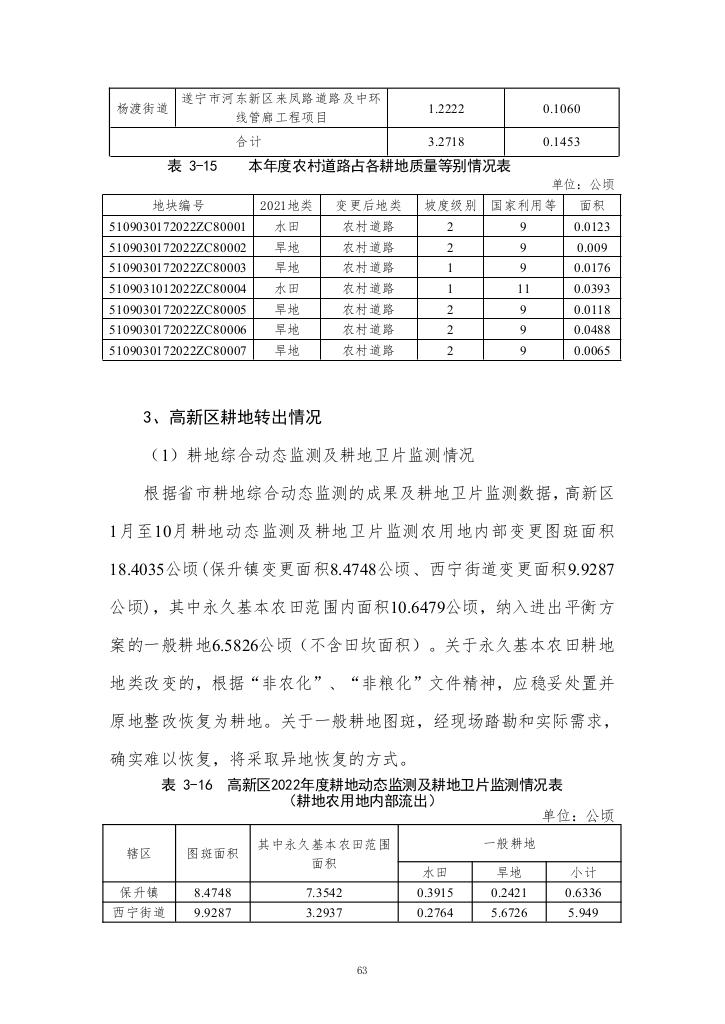 杨渡街道 遂宁市河东新区来凤路道路及中环 1.2222 0.1060
线管廊工程项目
合计 3.2718 0.1453
表 3-15 本年度农村道路占各耕地质量等别情况表
单位：公顷
地块编号 2021地类 变更后地类 坡度级别 国家利用等 面积
5109030172022ZC80001 水田 农村道路 2 9 0.0123
5109030172022ZC80002 旱地 农村道路 2 9 0.009
5109030172022ZC80003 旱地 农村道路 1 9 0.0176
5109031012022ZC80004 水田 农村道路 1 11 0.0393
5109030172022ZC80005 旱地 农村道路 2 9 0.0118
5109030172022ZC80006 旱地 农村道路 2 9 0.0488
5109030172022ZC80007 旱地 农村道路 2 9 0.0065
3、高新区耕地转出情况
（1）耕地综合动态监测及耕地卫片监测情况
根据省市耕地综合动态监测的成果及耕地卫片监测数据，高新区
1月至10月耕地动态监测及耕地卫片监测农用地内部变更图斑面积
18.4035公顷(保升镇变更面积8.4748公顷、西宁街道变更面积9.9287
公顷)，其中永久基本农田范围内面积10.6479公顷，纳入进出平衡方
案的一般耕地6.5826公顷（不含田坎面积）。关于永久基本农田耕地
地类改变的，根据“非农化”、“非粮化”文件精神，应稳妥处置并
原地整改恢复为耕地。关于一般耕地图斑，经现场踏勘和实际需求，
确实难以恢复，将采取异地恢复的方式。
表 3-16 高新区2022年度耕地动态监测及耕地卫片监测情况表
（耕地农用地内部流出）
单位：公顷
辖区 图斑面积 其中永久基本农田范围面积 一般耕地
水田 旱地 小计
保升镇 8.4748 7.3542 0.3915 0.2421 0.6336
西宁街道 9.9287 3.2937 0.2764 5.6726 5.949
63